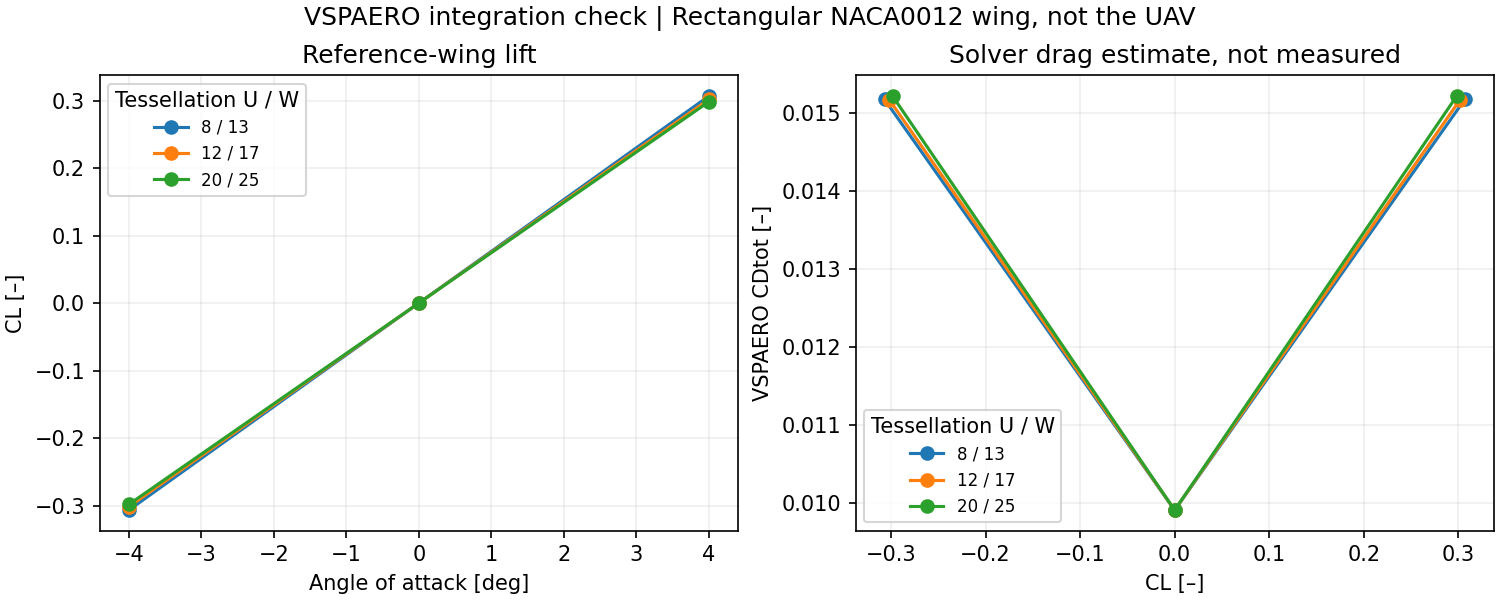 VSPAERO integration check | Rectangular NACA0012 wing, not the UAV
Reference-wing lift
CL [–]
0.3
0.2
0.1
0.0
−0.1
−0.2
−0.3
Tessellation U / W
8 / 13
12 / 17
20 / 25
−4
−3
−2
−1
0
1
2
3
4
Angle of attack [deg]
Solver drag estimate, not measured
VSPAERO CDtot [–]
0.015
0.014
0.013
0.012
0.011
0.010
Tessellation U / W
8 / 13
12 / 17
20 / 25
−0.3
−0.2
−0.1
0.0
0.1
0.2
0.3
CL [–]